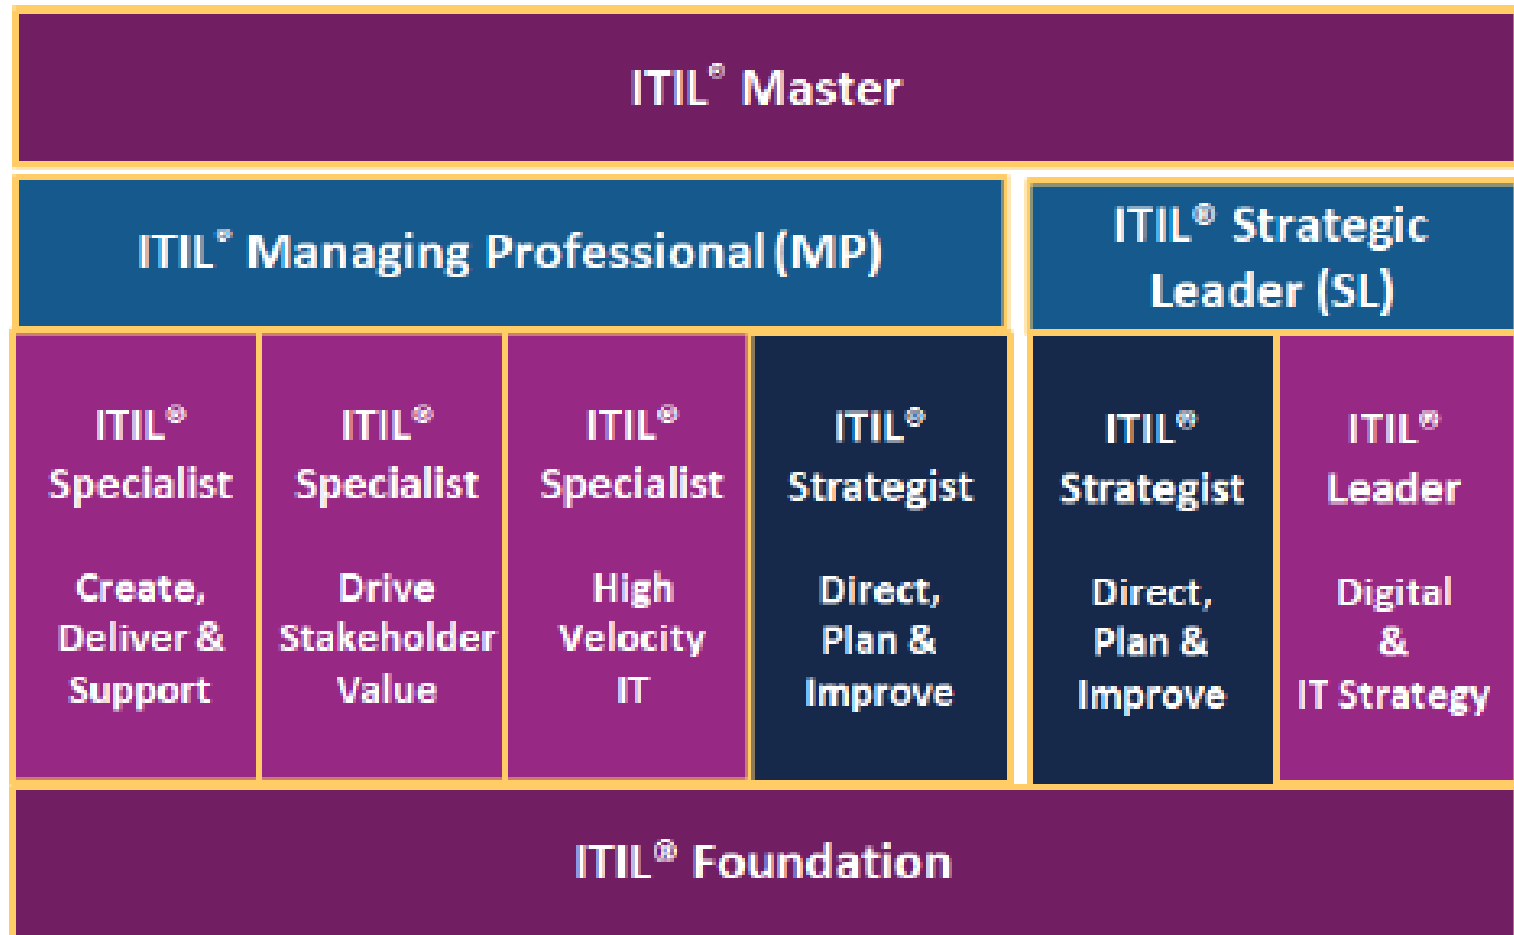 ITIL® Master
ITIL® Managing Professional (MP)
ITIL® Strategic
Leader (SL)
ITIL®
Specialist
Create,
Deliver &
Support
ITIL®
Specialist
Drive
Stakeholder
Value
ITIL®
Specialist
High
Velocity
IT
ITIL®
Strategist
Direct,
Plan &
Improve
ITIL®
Strategist
Direct,
Plan &
Improve
ITIL®
Leader
Digital
&
IT Strategy
ITIL® Foundation